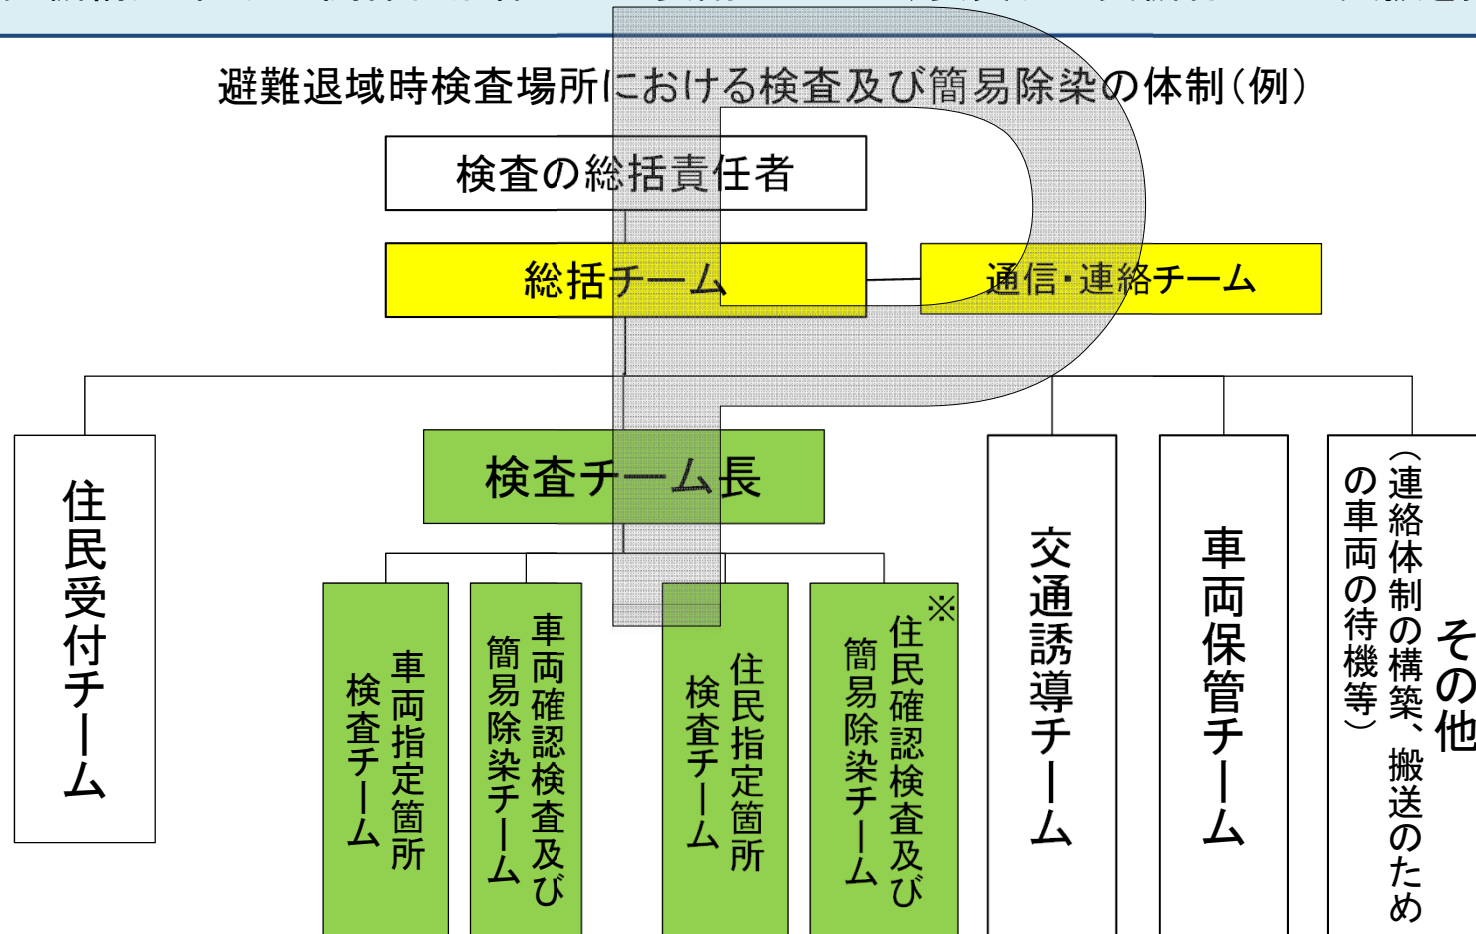 避難退域時検査場所における検査及び簡易除染の体制(例)
検査の総括責任者
総括チーム
通信・連絡チーム
検査チーム長
住民受付チーム
車両指定箇所
検査チーム
車両確認検査及び
簡易除染チーム
住民指定箇所
検査チーム
住民確認検査及び※
簡易除染チーム
交通誘導チーム
車両保管チーム
その他
(連絡体制の構築、搬送のため
の車両の待機等)
P